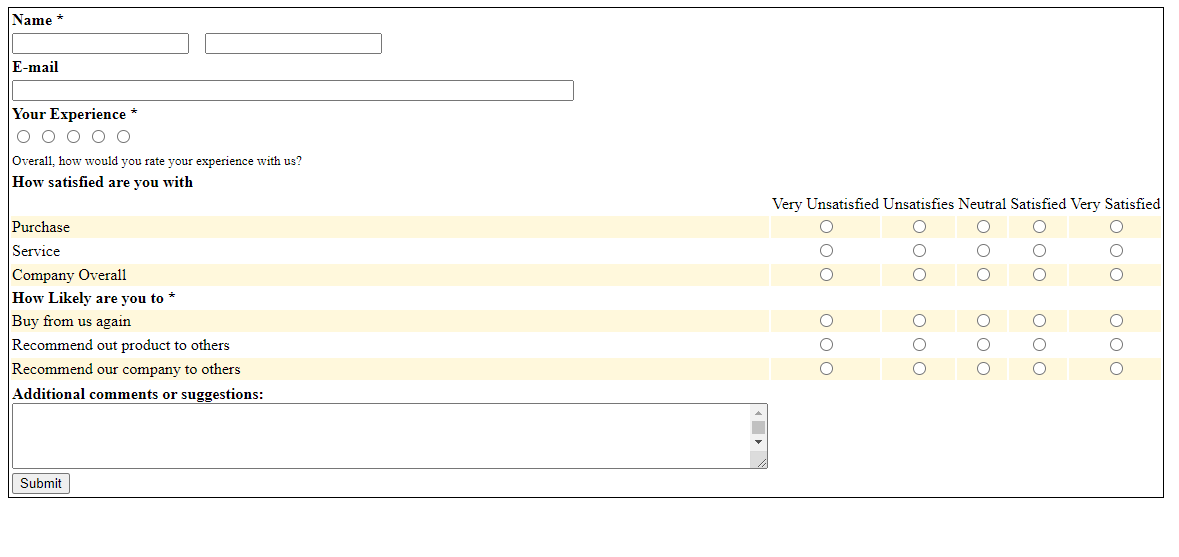 Name *
E-mail
Your Experience *
Overall, how would you rate your experience with us?
How satisfied are you with
Very Unsatisfied Unsatisfies Neutral Satisfied Very Satisfied
Purchase
Service
Company Overall
How Likely are you to *
Buy from us again
Recommend out product to others
Recommend our company to others
Additional comments or suggestions:
Submit